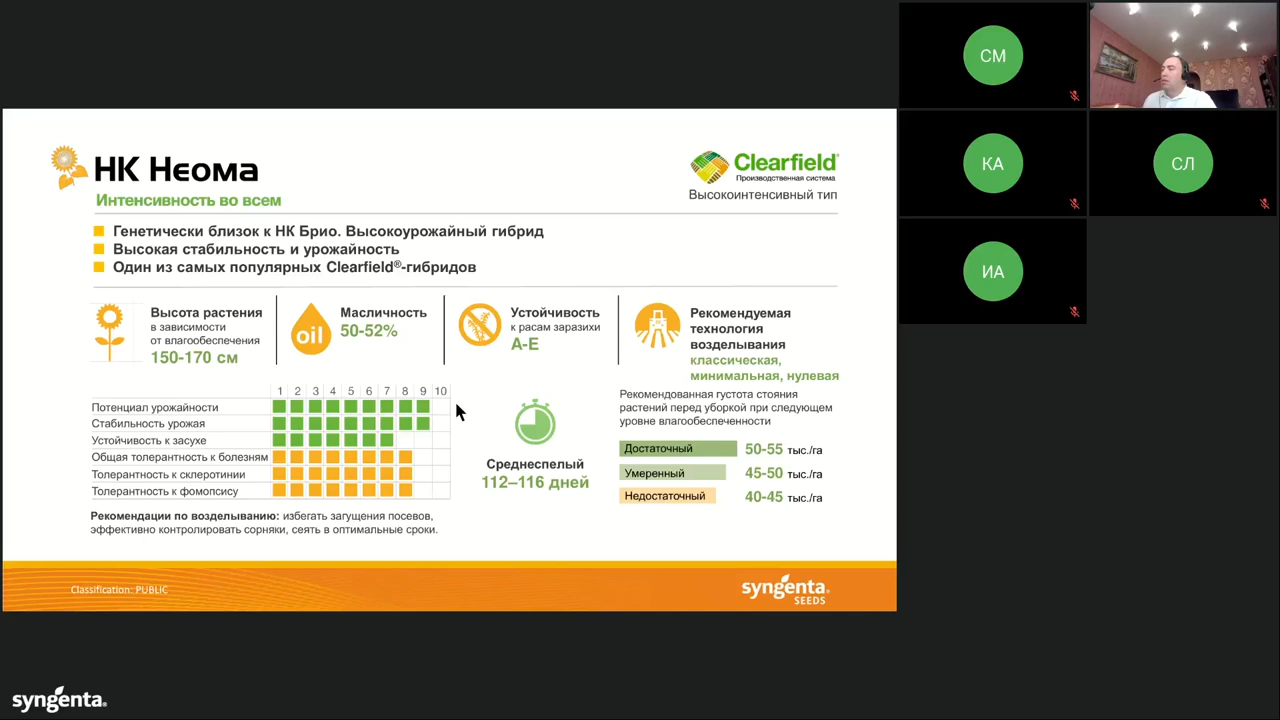 НК Неома
Интенсивность во всем
Clearfield®
Производственная система
Высокоинтенсивный тип
Генетически близок к НК Брио. Высокоурожайный гибрид
Высокая стабильность и урожайность
Один из самых популярных Clearfield®-гибридов
Высота растения
в зависимости
от влагообеспечения
150-170 см
oil
Масличность
50-52%
Устойчивость
к расам заразихи
A-E
Рекомендуемая
технология
возделывания
классическая,
минимальная, нулевая
1 2 3 4 5 6 7 8 9 10
Потенциал урожайности
Стабильность урожая
Устойчивость к засухе
Общая толерантность к болезням
Толерантность к склеротинии
Толерантность к фомопсису
Среднеспелый
112–116 дней
Рекомендованная густота стояния
растений перед уборкой при следующем
уровне влагообеспеченности
Достаточный 50-55 тыс./га
Умеренный 45-50 тыс./га
Недостаточный 40-45 тыс./га
Рекомендации по возделыванию: избегать загущения посевов,
эффективно контролировать сорняки, сеять в оптимальные сроки.
Classification: PUBLIC
syngenta®
SEEDS
СМ
КА
СЛ
ИА
syngenta®